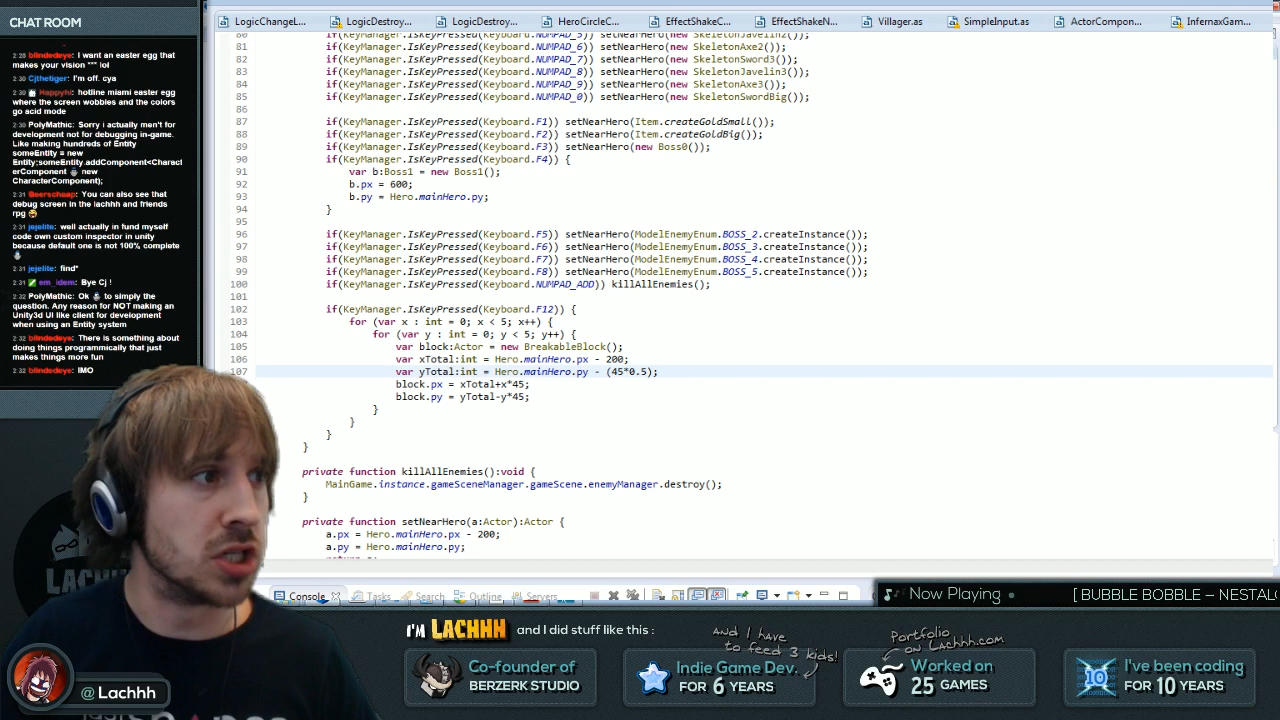 CHAT ROOM
2:28 blindedeye: I want an easter egg that
makes your vision *** lol
2:30 Cjthetiger: I'm off. cya
2:30 Happyhi: hotline miami easter egg
where the screen wobbles and the colors
go acid mode
2:30 PolyMathic: Sorry i actually men't for
development not for debugging in-game.
Like making hundreds of Entity
someEntity = new
Entity;someEntity.addComponent<Charact
erComponent new
CharacterComponent);
2:31 Beerschaap: You can also see that
debug screen in the lachhh and friends
rpg
2:31 jejelite: well actually in fund myself
code own custom inspector in unity
because default one is not 100% complete
2:31 jejelite: find*
2:31 em_idem: Bye Cj !
2:32 PolyMathic: Ok to simply the
question. Any reason for NOT making an
Unity3d UI like client for development
when using an Entity system
2:32 blindedeye: There is something about
doing things programmically that just
makes things more fun
2:32 blindedeye: IMO
LogicChangeL... LogicDestroy... LogicDestroy... HeroCircleC... EffectShakeC... EffectShakeN... Villager.as SimpleInput.as ActorCompon... InfernaxGam...
80 if(KeyManager.IsKeyPressed(Keyboard.NUMPAD_5)) setNearHero(new SkeletonJavelin2());
81 if(KeyManager.IsKeyPressed(Keyboard.NUMPAD_6)) setNearHero(new SkeletonAxe2());
82 if(KeyManager.IsKeyPressed(Keyboard.NUMPAD_7)) setNearHero(new SkeletonSword3());
83 if(KeyManager.IsKeyPressed(Keyboard.NUMPAD_8)) setNearHero(new SkeletonJavelin3());
84 if(KeyManager.IsKeyPressed(Keyboard.NUMPAD_9)) setNearHero(new SkeletonAxe3());
85 if(KeyManager.IsKeyPressed(Keyboard.NUMPAD_0)) setNearHero(new SkeletonSwordBig());
86
87 if(KeyManager.IsKeyPressed(Keyboard.F1)) setNearHero(Item.createGoldSmall());
88 if(KeyManager.IsKeyPressed(Keyboard.F2)) setNearHero(Item.createGoldBig());
89 if(KeyManager.IsKeyPressed(Keyboard.F3)) setNearHero(new Boss0());
90 if(KeyManager.IsKeyPressed(Keyboard.F4)) {
91 var b:Boss1 = new Boss1();
92 b.px = 600;
93 b.py = Hero.mainHero.py;
94 }
95
96 if(KeyManager.IsKeyPressed(Keyboard.F5)) setNearHero(ModelEnemyEnum.BOSS_2.createInstance());
97 if(KeyManager.IsKeyPressed(Keyboard.F6)) setNearHero(ModelEnemyEnum.BOSS_3.createInstance());
98 if(KeyManager.IsKeyPressed(Keyboard.F7)) setNearHero(ModelEnemyEnum.BOSS_4.createInstance());
99 if(KeyManager.IsKeyPressed(Keyboard.F8)) setNearHero(ModelEnemyEnum.BOSS_5.createInstance());
100 if(KeyManager.IsKeyPressed(Keyboard.NUMPAD_ADD)) killAllEnemies();
101
102 if(KeyManager.IsKeyPressed(Keyboard.F12)) {
103 for (var x : int = 0; x < 5; x++) {
104 for (var y : int = 0; y < 5; y++) {
105 var block:Actor = new BreakableBlock();
106 var xTotal:int = Hero.mainHero.px - 200;
107 var yTotal:int = Hero.mainHero.py - (45*0.5);
block.px = xTotal+x*45;
block.py = yTotal-y*45;
}
}
}
}
private function killAllEnemies():void {
MainGame.instance.gameSceneManager.gameScene.enemyManager.destroy();
}
private function setNearHero(a:Actor):Actor {
a.px = Hero.mainHero.px - 200;
a.py = Hero.mainHero.py;
Console Tasks Search Outline Servers
Now Playing • [ BUBBLE BOBBLE – NESTALG
I'M LACHHH and I did stuff like this :
And I have
to feed 3 kids!
Portfolio
on Lachhh.com
Co-founder of
BERZERK STUDIO
Indie Game Dev.
FOR 6 YEARS
Worked on
25 GAMES
10
I've been coding
FOR 10 YEARS
@ Lachhh
LACHHH